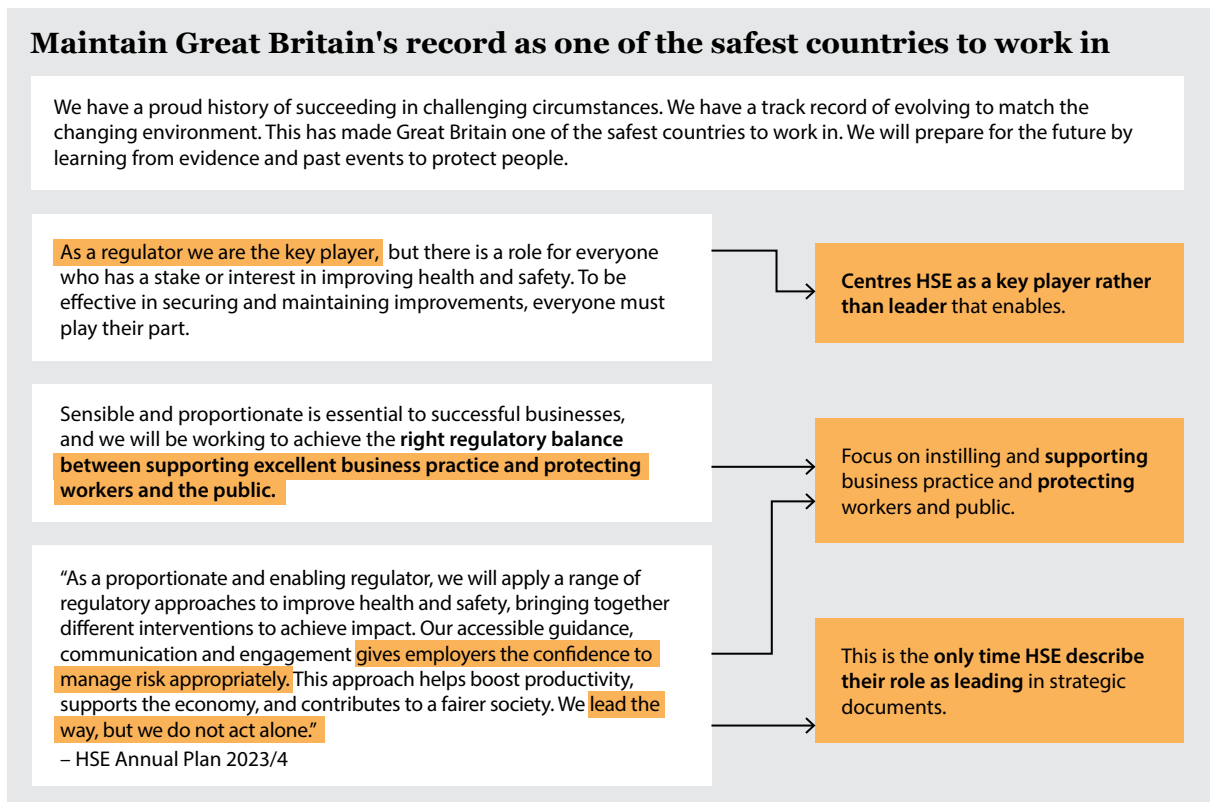 Maintain Great Britain's record as one of the safest countries to work in
We have a proud history of succeeding in challenging circumstances. We have a track record of evolving to match the
changing environment. This has made Great Britain one of the safest countries to work in. We will prepare for the future by
learning from evidence and past events to protect people.
As a regulator we are the key player, but there is a role for everyone
who has a stake or interest in improving health and safety. To be
effective in securing and maintaining improvements, everyone must
play their part.
Centres HSE as a key player rather
than leader that enables.
Sensible and proportionate is essential to successful businesses,
and we will be working to achieve the right regulatory balance
between supporting excellent business practice and protecting
workers and the public.
Focus on instilling and supporting
business practice and protecting
workers and public.
“As a proportionate and enabling regulator, we will apply a range of
regulatory approaches to improve health and safety, bringing together
different interventions to achieve impact. Our accessible guidance,
communication and engagement gives employers the confidence to
manage risk appropriately. This approach helps boost productivity,
supports the economy, and contributes to a fairer society. We lead the
way, but we do not act alone.”
– HSE Annual Plan 2023/4
This is the only time HSE describe
their role as leading in strategic
documents.